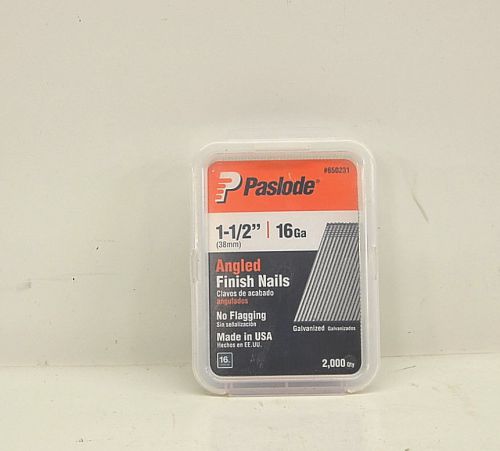 #650231
Paslode®
1-1/2” | 16Ga
(38mm)
Angled
Finish Nails
Clavos de acabado
angulados
No Flagging
Sin señalización
Galvanized Galvanizados
Made in USA
Hechos en EE.UU.
16
2,000 Qty